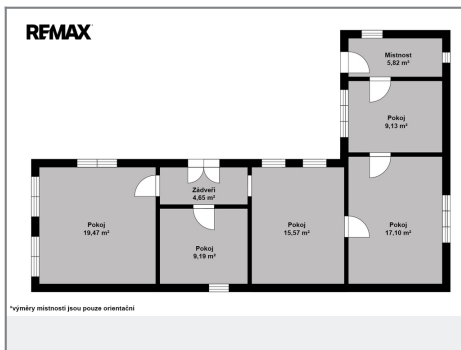 RE/MAX
Místnost
5,82 m²
Pokoj
9,13 m²
Zádveří
4,65 m²
Pokoj
19,47 m²
Pokoj
9,19 m²
Pokoj
15,57 m²
Pokoj
17,10 m²
*výměry místností jsou pouze orientační